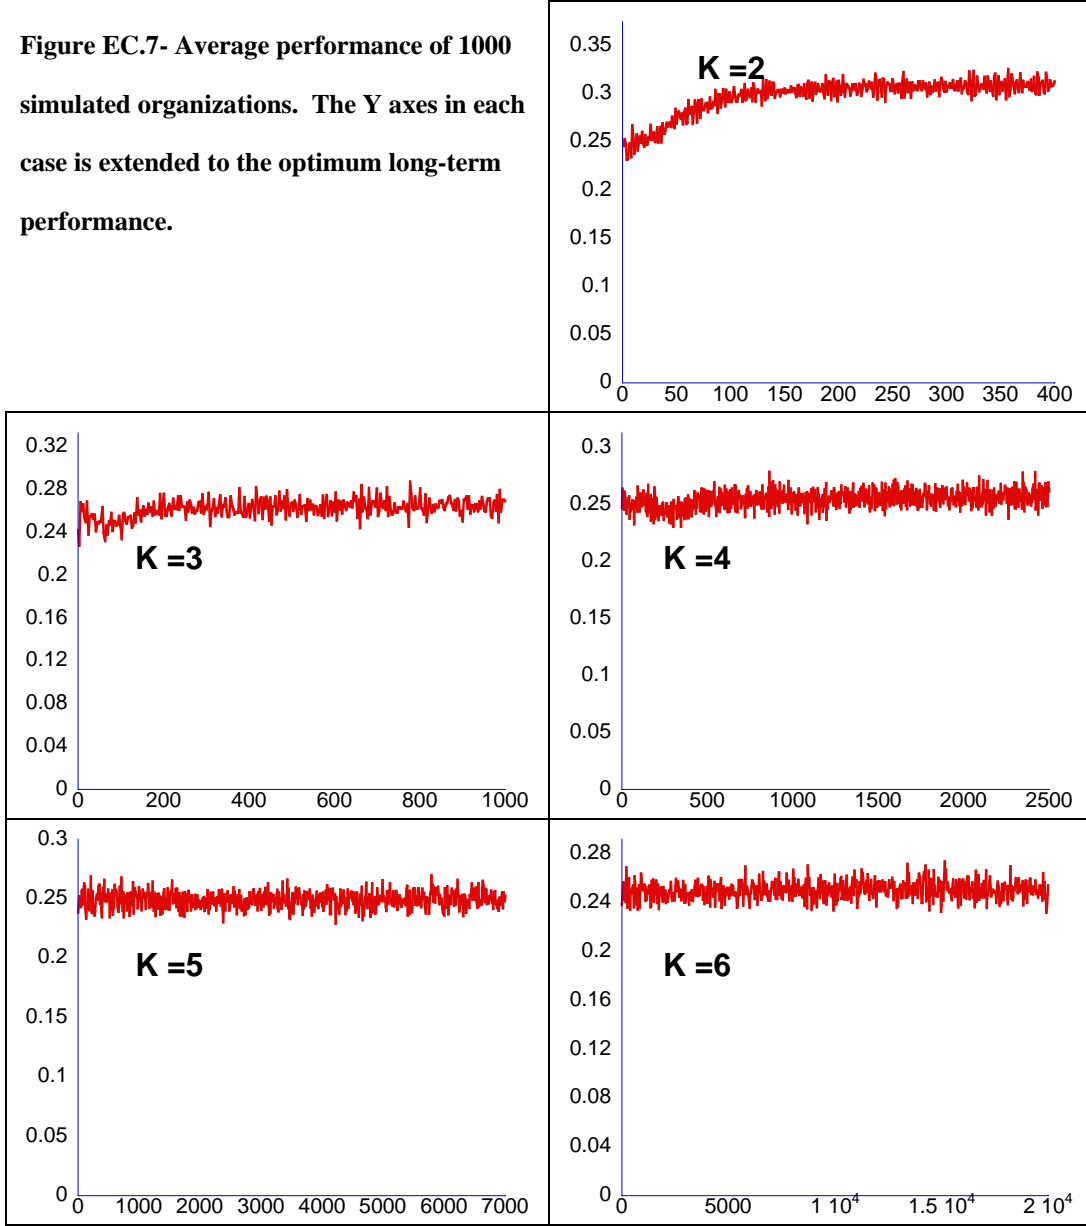 Figure EC.7- Average performance of 1000
simulated organizations. The Y axes in each
case is extended to the optimum long-term
performance.
K =2
0.35
0.3
0.25
0.2
0.15
0.1
0.05
0
0 50 100 150 200 250 300 350 400
K =3
0.32
0.28
0.24
0.2
0.16
0.12
0.08
0.04
0
0 200 400 600 800 1000
K =4
0.3
0.25
0.2
0.15
0.1
0.05
0
0 500 1000 1500 2000 2500
K =5
0.3
0.25
0.2
0.15
0.1
0.05
0
0 1000 2000 3000 4000 5000 6000 7000
K =6
0.28
0.24
0.2
0.16
0.12
0.08
0.04
0
0 5000 1 10⁴ 1.5 10⁴ 2 10⁴